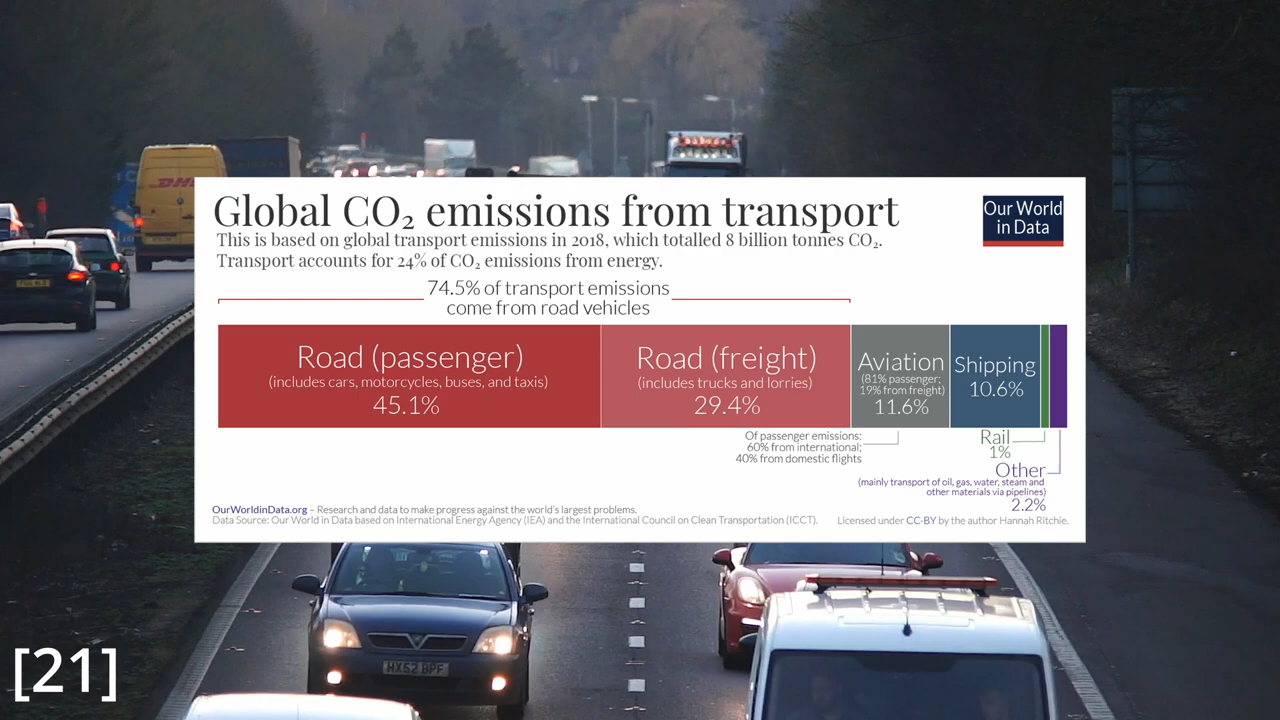 DHL
Global CO₂ emissions from transport
This is based on global transport emissions in 2018, which totalled 8 billion tonnes CO₂.
Transport accounts for 24% of CO₂ emissions from energy.
Our World
in Data
74.5% of transport emissions
come from road vehicles
Road (passenger)
(includes cars, motorcycles, buses, and taxis)
45.1%
Road (freight)
(includes trucks and lorries)
29.4%
Aviation
(81% passenger;
19% from freight)
11.6%
Shipping
10.6%
Of passenger emissions:
60% from international;
40% from domestic flights
Rail
1%
Other
(mainly transport of oil, gas, water, steam and
other materials via pipelines)
2.2%
OurWorldinData.org – Research and data to make progress against the world's largest problems.
Data Source: Our World in Data based on International Energy Agency (IEA) and the International Council on Clean Transportation (ICCT).
Licensed under CC-BY by the author Hannah Ritchie.
HX52 BPF
[21]